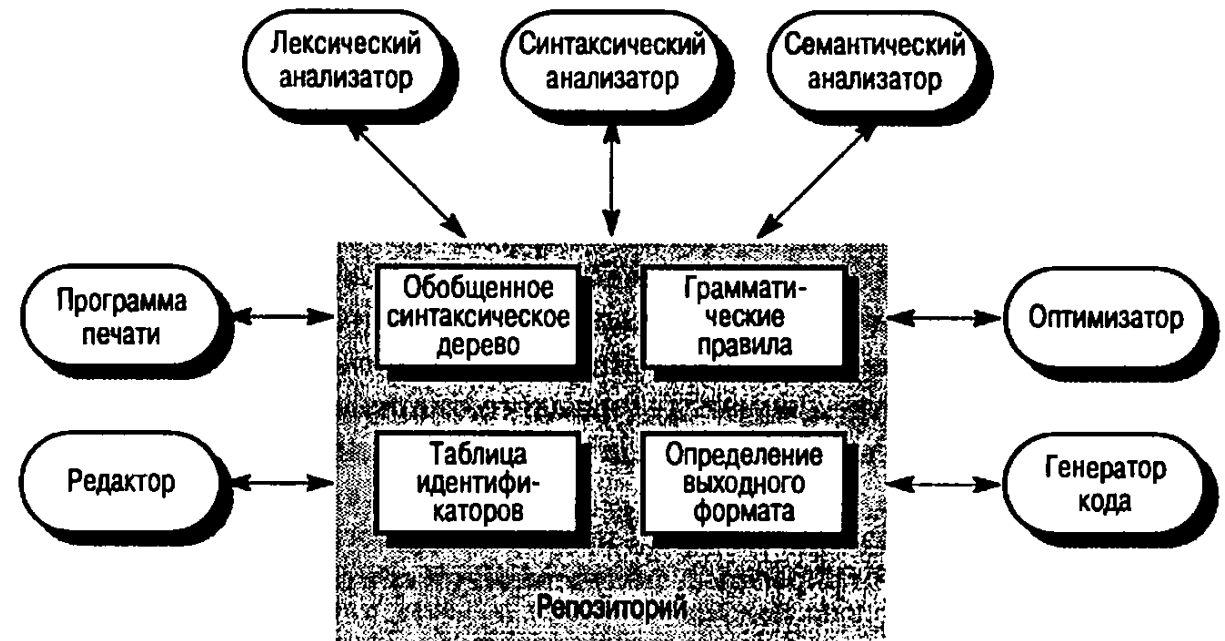 Лексический
анализатор
Синтаксический
анализатор
Семантический
анализатор
Программа
печати
Обобщенное
синтаксическое
дерево
Граммати-
ческие
правила
Оптимизатор
Редактор
Таблица
идентифи-
каторов
Определение
выходного
формата
Генератор
кода
Репозиторий